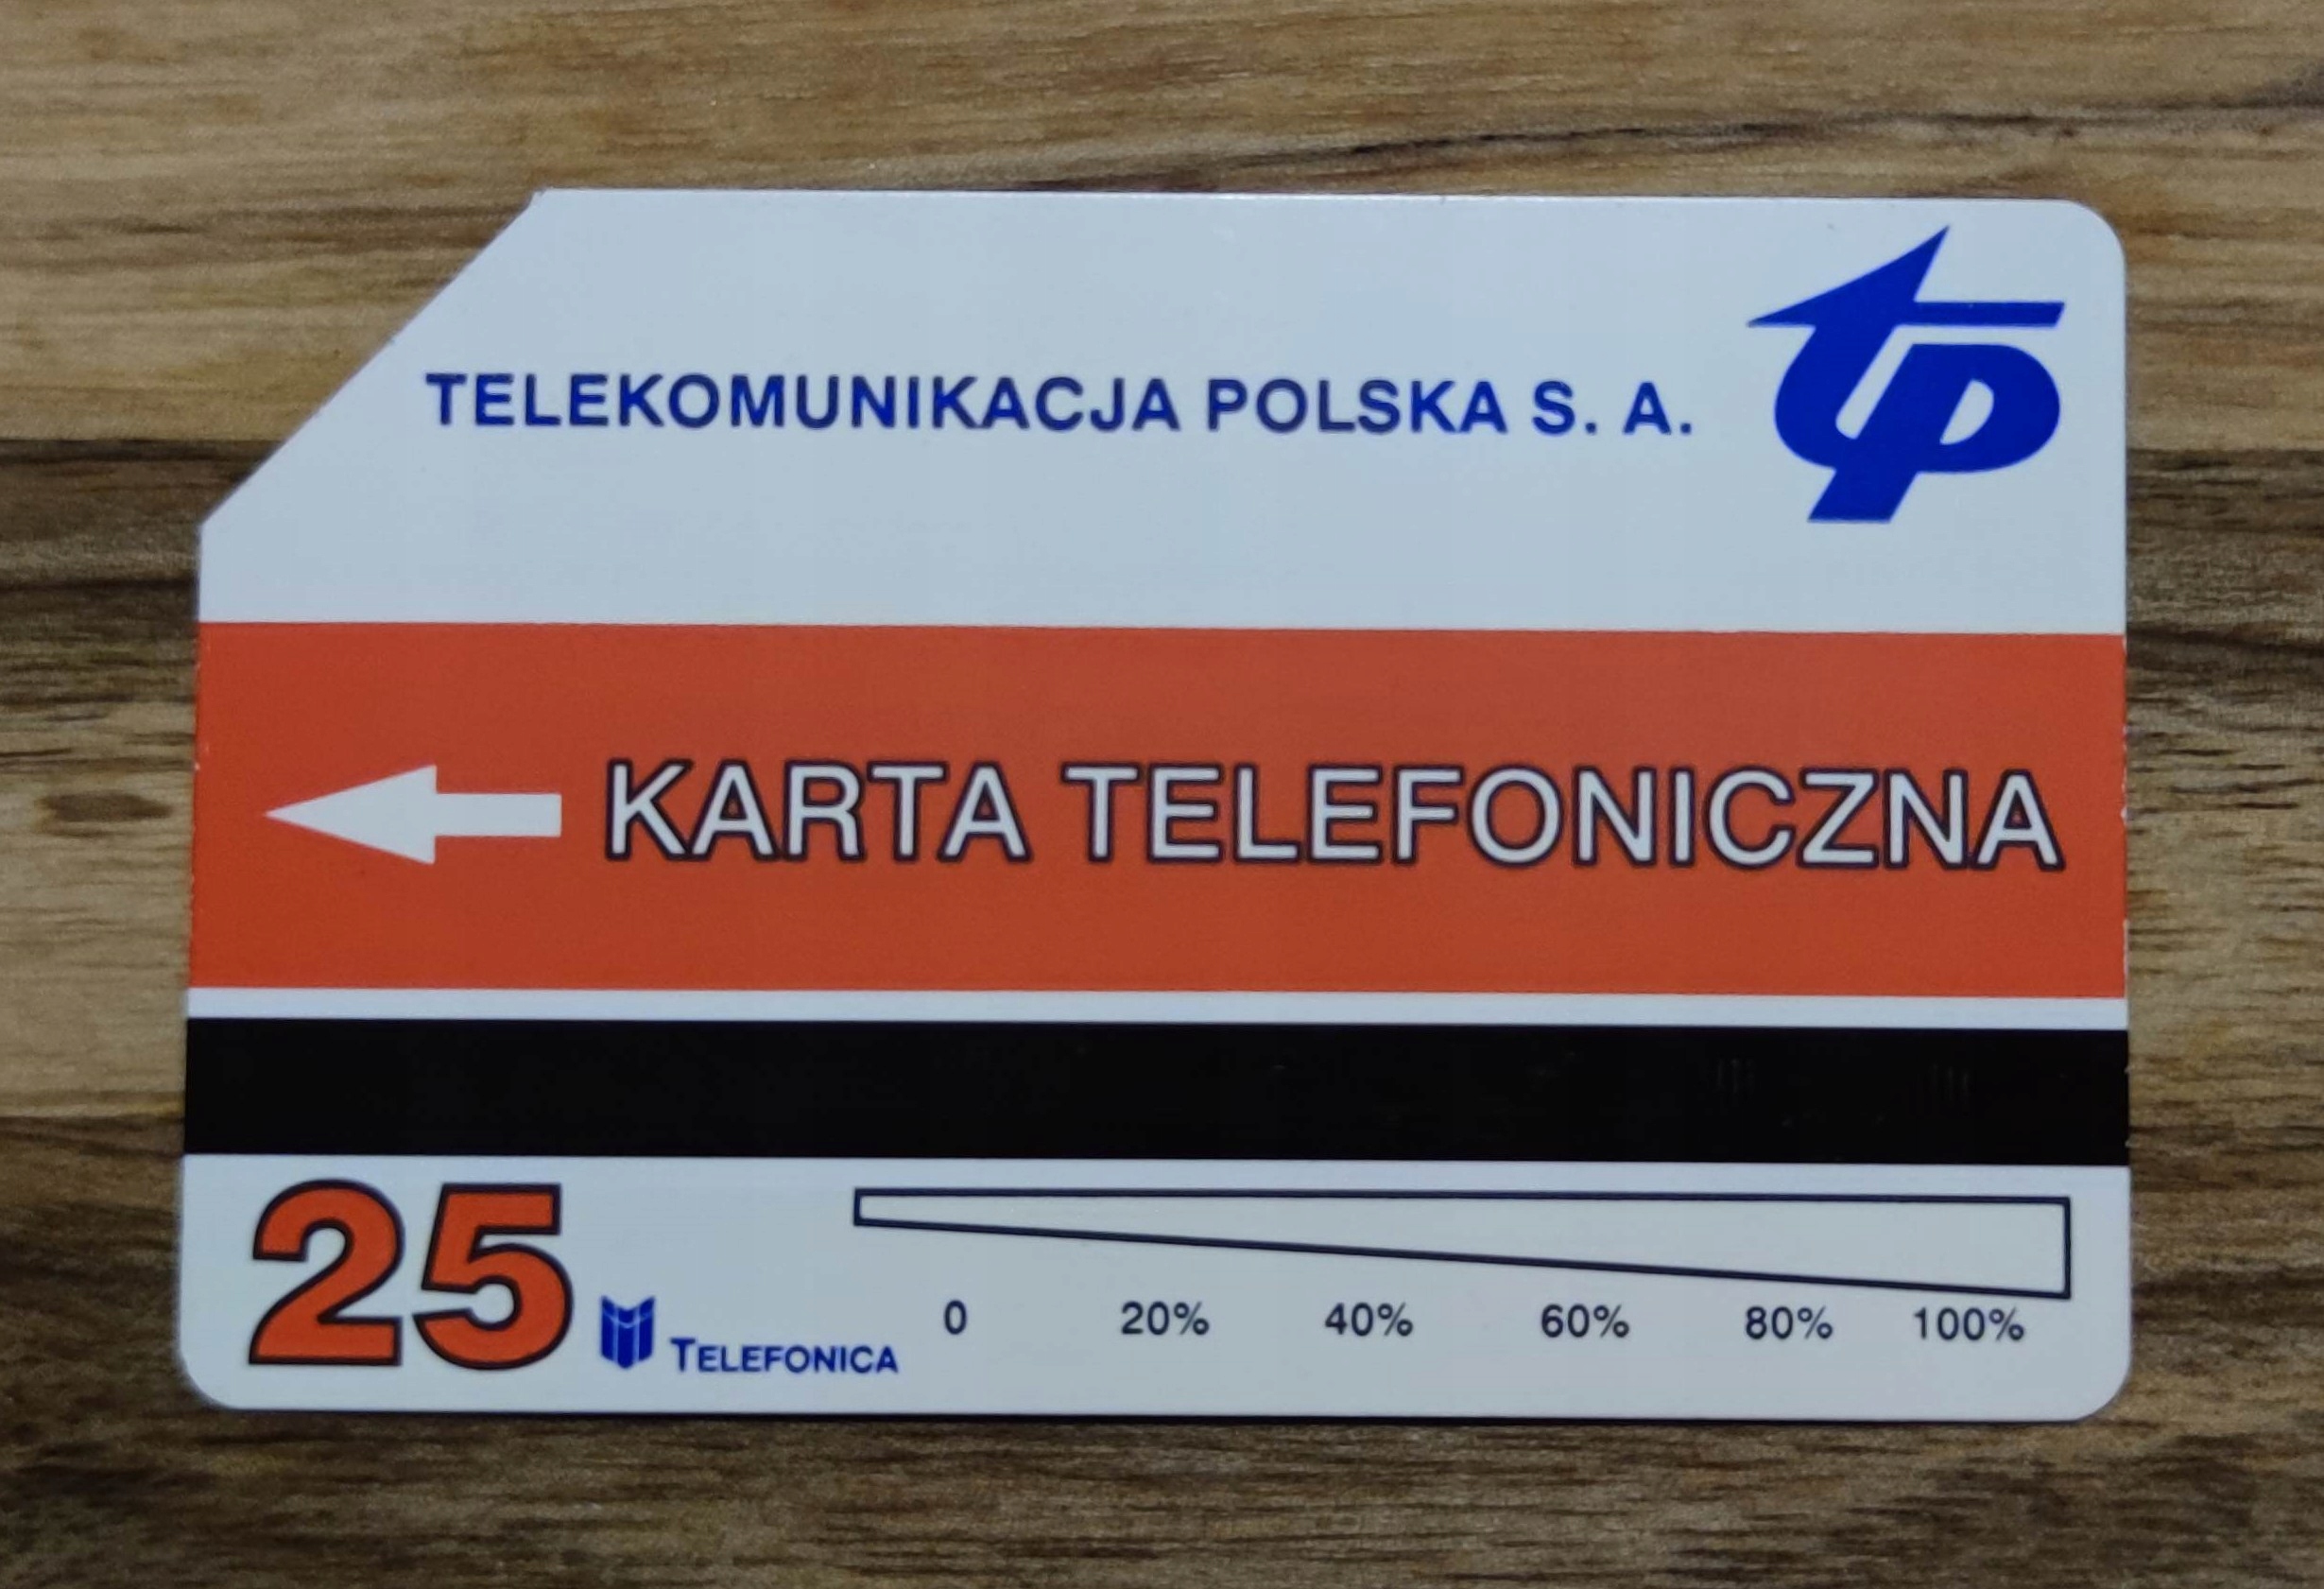 tp
TELEKOMUNIKACJA POLSKA S. A.
KARTA TELEFONICZNA
25
TELEFONICA
0 20% 40% 60% 80% 100%